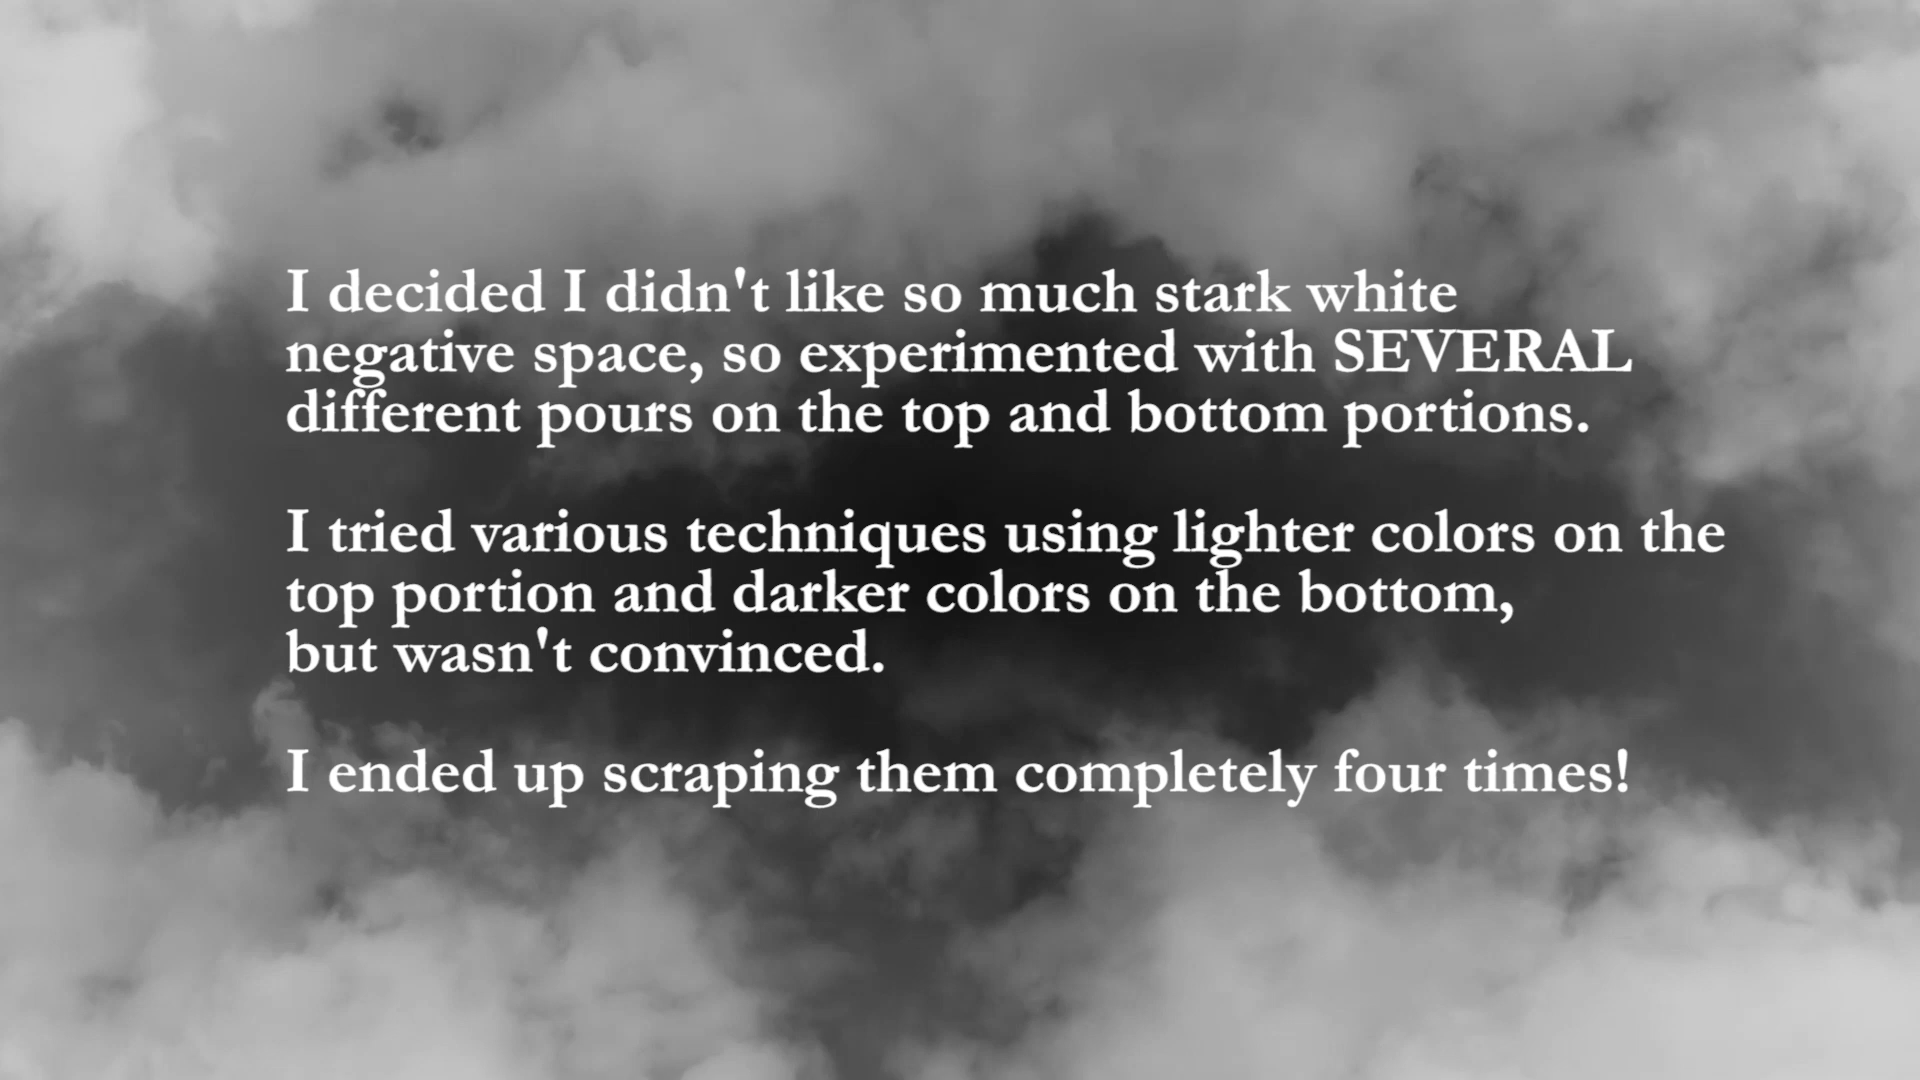 I decided I didn't like so much stark white
negative space, so experimented with SEVERAL
different pours on the top and bottom portions.
I tried various techniques using lighter colors on the
top portion and darker colors on the bottom,
but wasn't convinced.
I ended up scraping them completely four times!